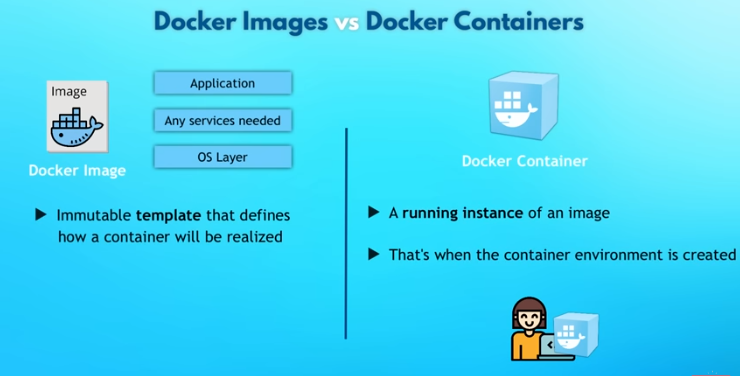 Docker Images vs Docker Containers
Image
Application
Any services needed
OS Layer
Docker Image
▶ Immutable template that defines
how a container will be realized
Docker Container
▶ A running instance of an image
▶ That's when the container environment is created